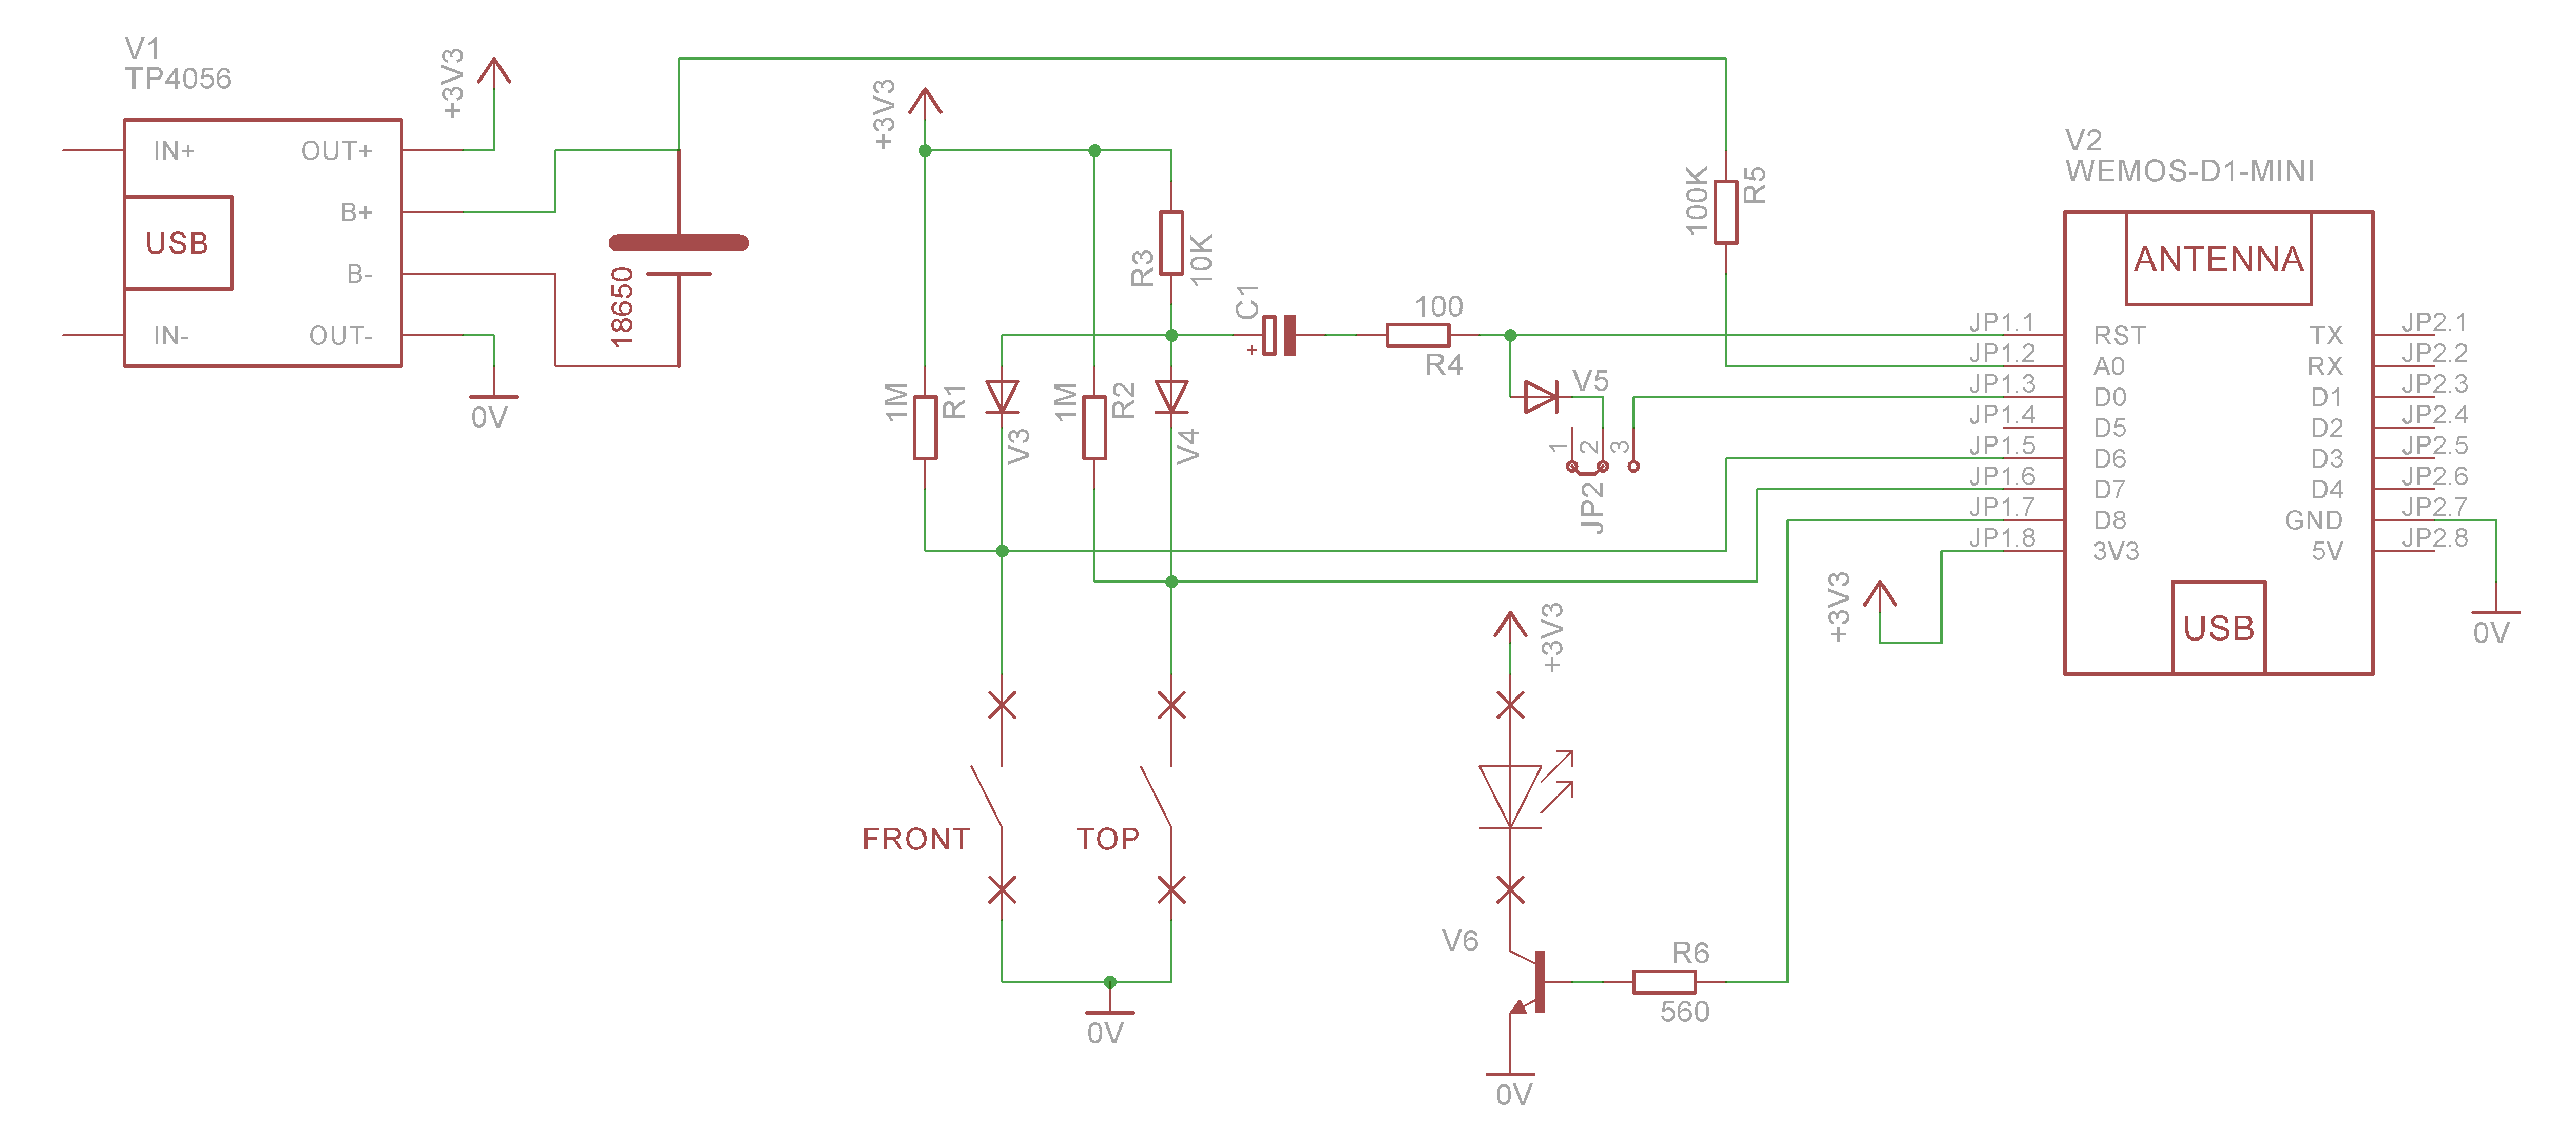 V1
TP4056
IN+
OUT+
B+
USB
B-
IN-
OUT-
+3V3
0V
18650
+3V3
R3
10K
C1
+
100
R4
1M
R1
V3
1M
R2
V4
100K
R5
V5
1
2
3
JP2
V2
WEMOS-D1-MINI
ANTENNA
JP1.1
RST
TX
JP2.1
JP1.2
A0
RX
JP2.2
JP1.3
D0
D1
JP2.3
JP1.4
D5
D2
JP2.4
JP1.5
D6
D3
JP2.5
JP1.6
D7
D4
JP2.6
JP1.7
D8
GND
JP2.7
JP1.8
3V3
5V
JP2.8
USB
+3V3
0V
+3V3
FRONT
TOP
0V
V6
R6
560
0V